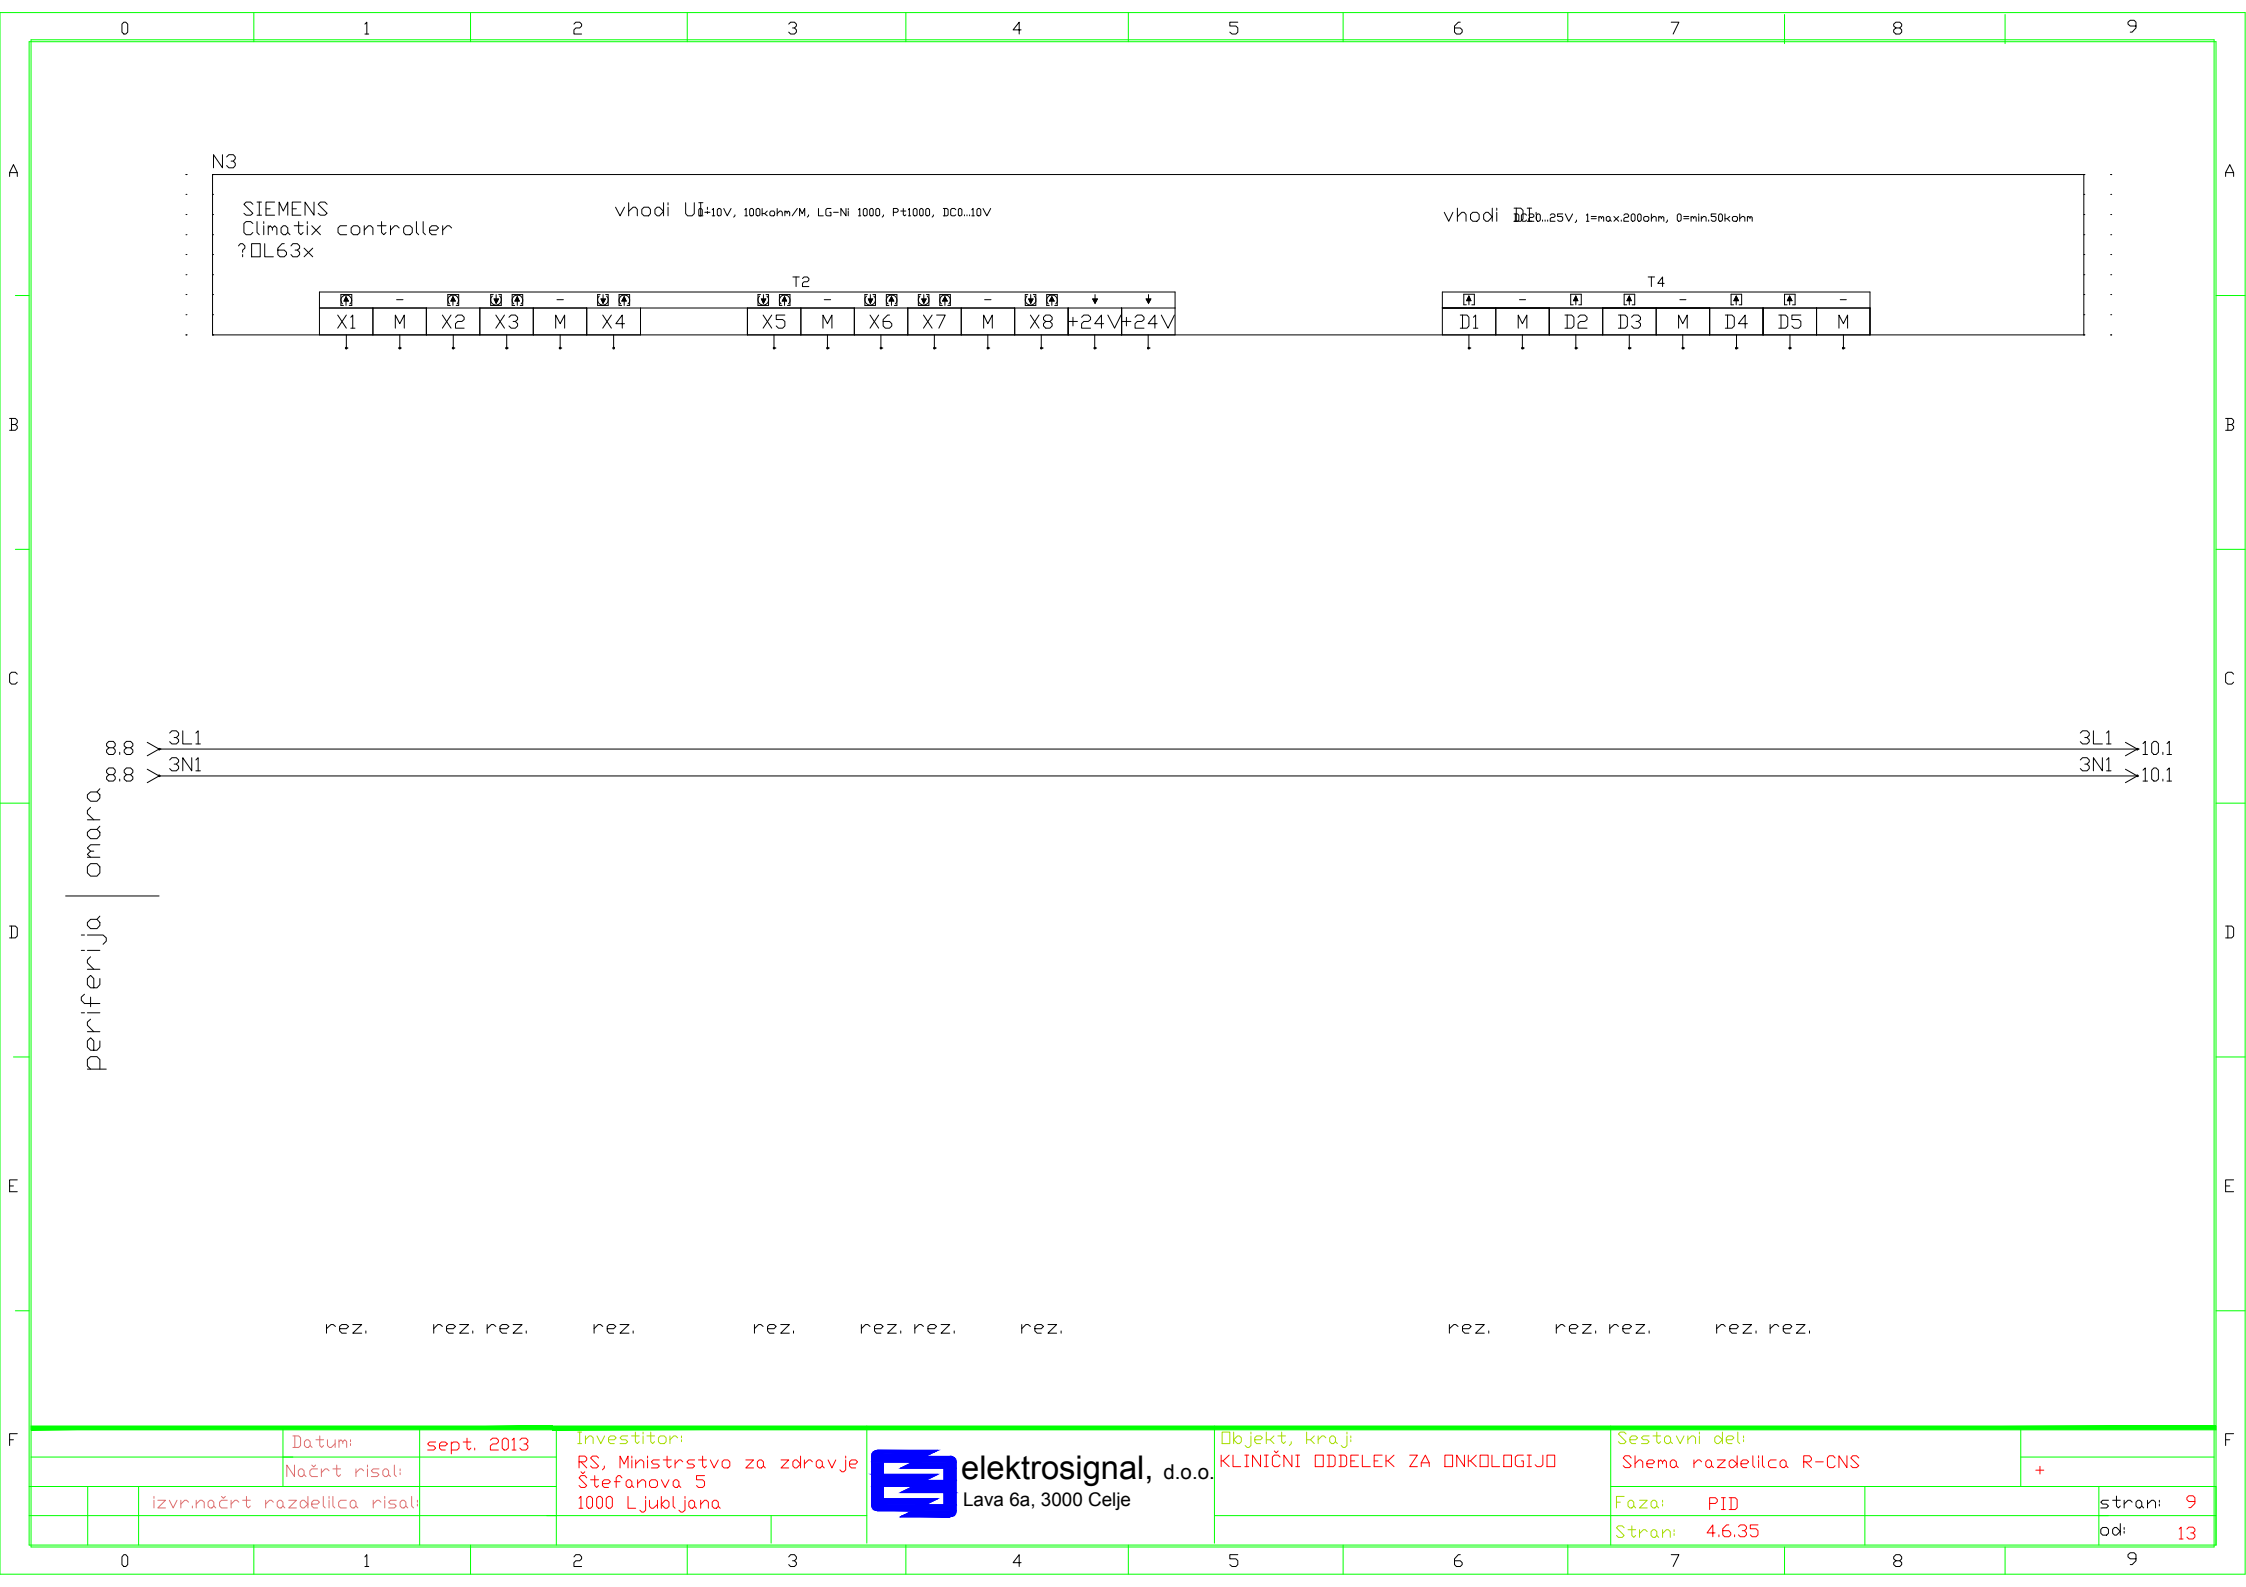 0 1 2 3 4 5 6 7 8 9
A A
N3
SIEMENS
Climatix controller
?OL63x
vhodi UI: 0-10V, 100kohm/M, LG-Ni 1000, Pt1000, DC0...10V
vhodi DI: DC20...25V, 1=max.200ohm, 0=min.50kohm
T2 T4
X1 M X2 X3 M X4 X5 M X6 X7 M X8 +24V +24V D1 M D2 D3 M D4 D5 M
B B
C C
8.8 3L1 3L1 10.1
8.8 3N1 3N1 10.1
omara
periferija
D D
E E
rez. rez. rez. rez. rez. rez. rez. rez. rez. rez. rez. rez. rez.
F F
Datum: sept. 2013
Načrt risal:
izvr.načrt razdelilca risal:
Investitor:
RS, Ministrstvo za zdravje
Štefanova 5
1000 Ljubljana
elektrosignal, d.o.o.
Lava 6a, 3000 Celje
Objekt, kraj:
KLINIČNI ODDELEK ZA ONKOLOGIJO
Sestavni del:
Shema razdelilca R-CNS
+
Faza: PID
Stran: 4.6.35
stran: 9
od: 13
0 1 2 3 4 5 6 7 8 9